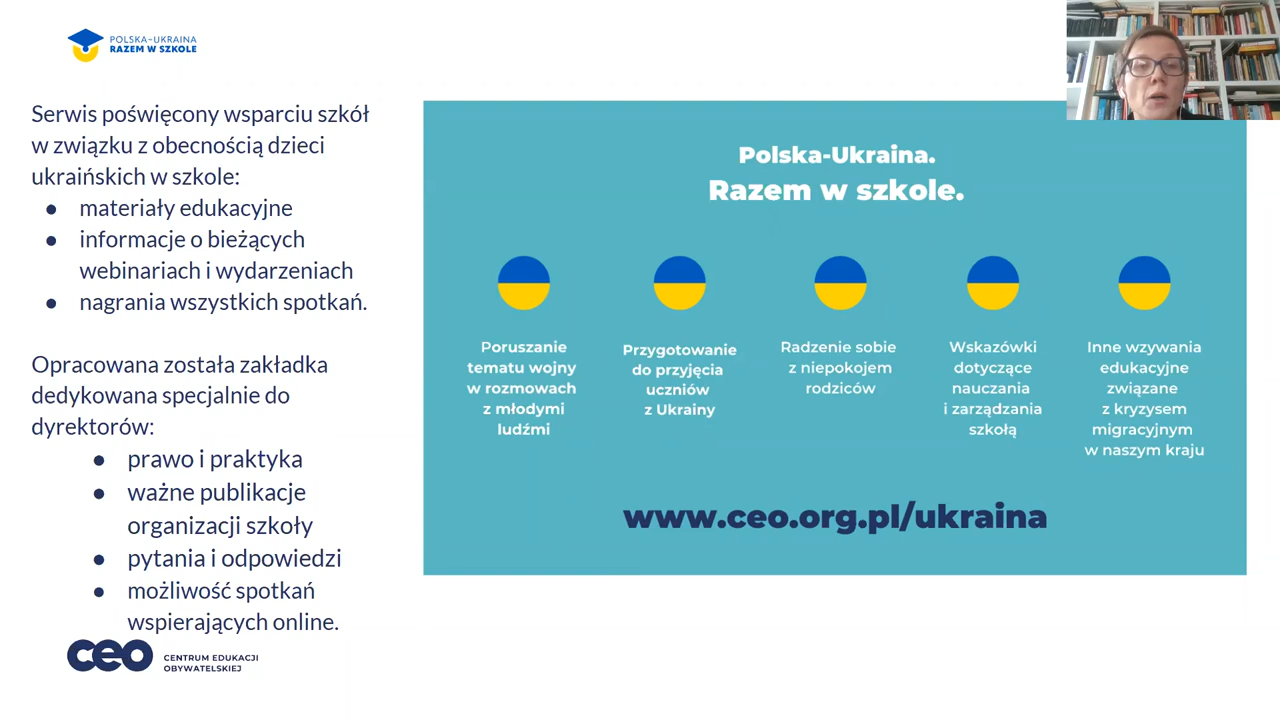 POLSKA-UKRAINA
RAZEM W SZKOLE
Serwis poświęcony wsparciu szkół
w związku z obecnością dzieci
ukraińskich w szkole:
● materiały edukacyjne
● informacje o bieżących
webinariach i wydarzeniach
● nagrania wszystkich spotkań.
Opracowana została zakładka
dedykowana specjalnie do
dyrektorów:
● prawo i praktyka
● ważne publikacje
organizacji szkoły
● pytania i odpowiedzi
● możliwość spotkań
wspierających online.
ceo
CENTRUM EDUKACJI
OBYWATELSKIEJ
Polska-Ukraina.
Razem w szkole.
Poruszanie
tematu wojny
w rozmowach
z młodymi
ludźmi
Przygotowanie
do przyjęcia
uczniów
z Ukrainy
Radzenie sobie
z niepokojem
rodziców
Wskazówki
dotyczące
nauczania
i zarządzania
szkołą
Inne wzywania
edukacyjne
związane
z kryzysem
migracyjnym
w naszym kraju
www.ceo.org.pl/ukraina